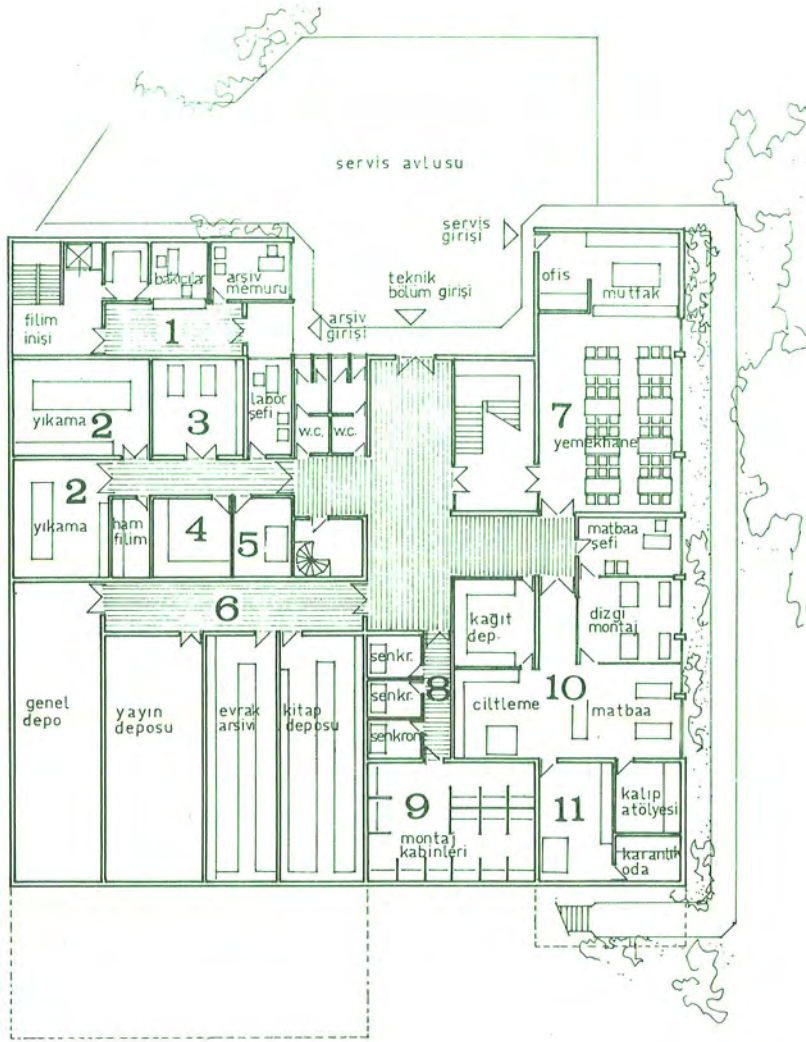 servis avlusu
servis
girişi
teknik
bölüm girişi
arşiv
girişi
bakıcılar
arşiv
memuru
filim
inişi
1
ofis
mutfak
yıkama
2
3
labor
şefi
w.c.
w.c.
7
yemekhane
2
yıkama
ham
filim
4
5
matbaa
şefi
6
kağıt
dep.
dizgi
montaj
genel
depo
yayın
deposu
evrak
arsivi
kitap
deposu
senkr.
senkr.
senkron
8
10
ciltleme
matbaa
9
montaj
kabinleri
11
kalıp
atölyesi
karanlık
oda